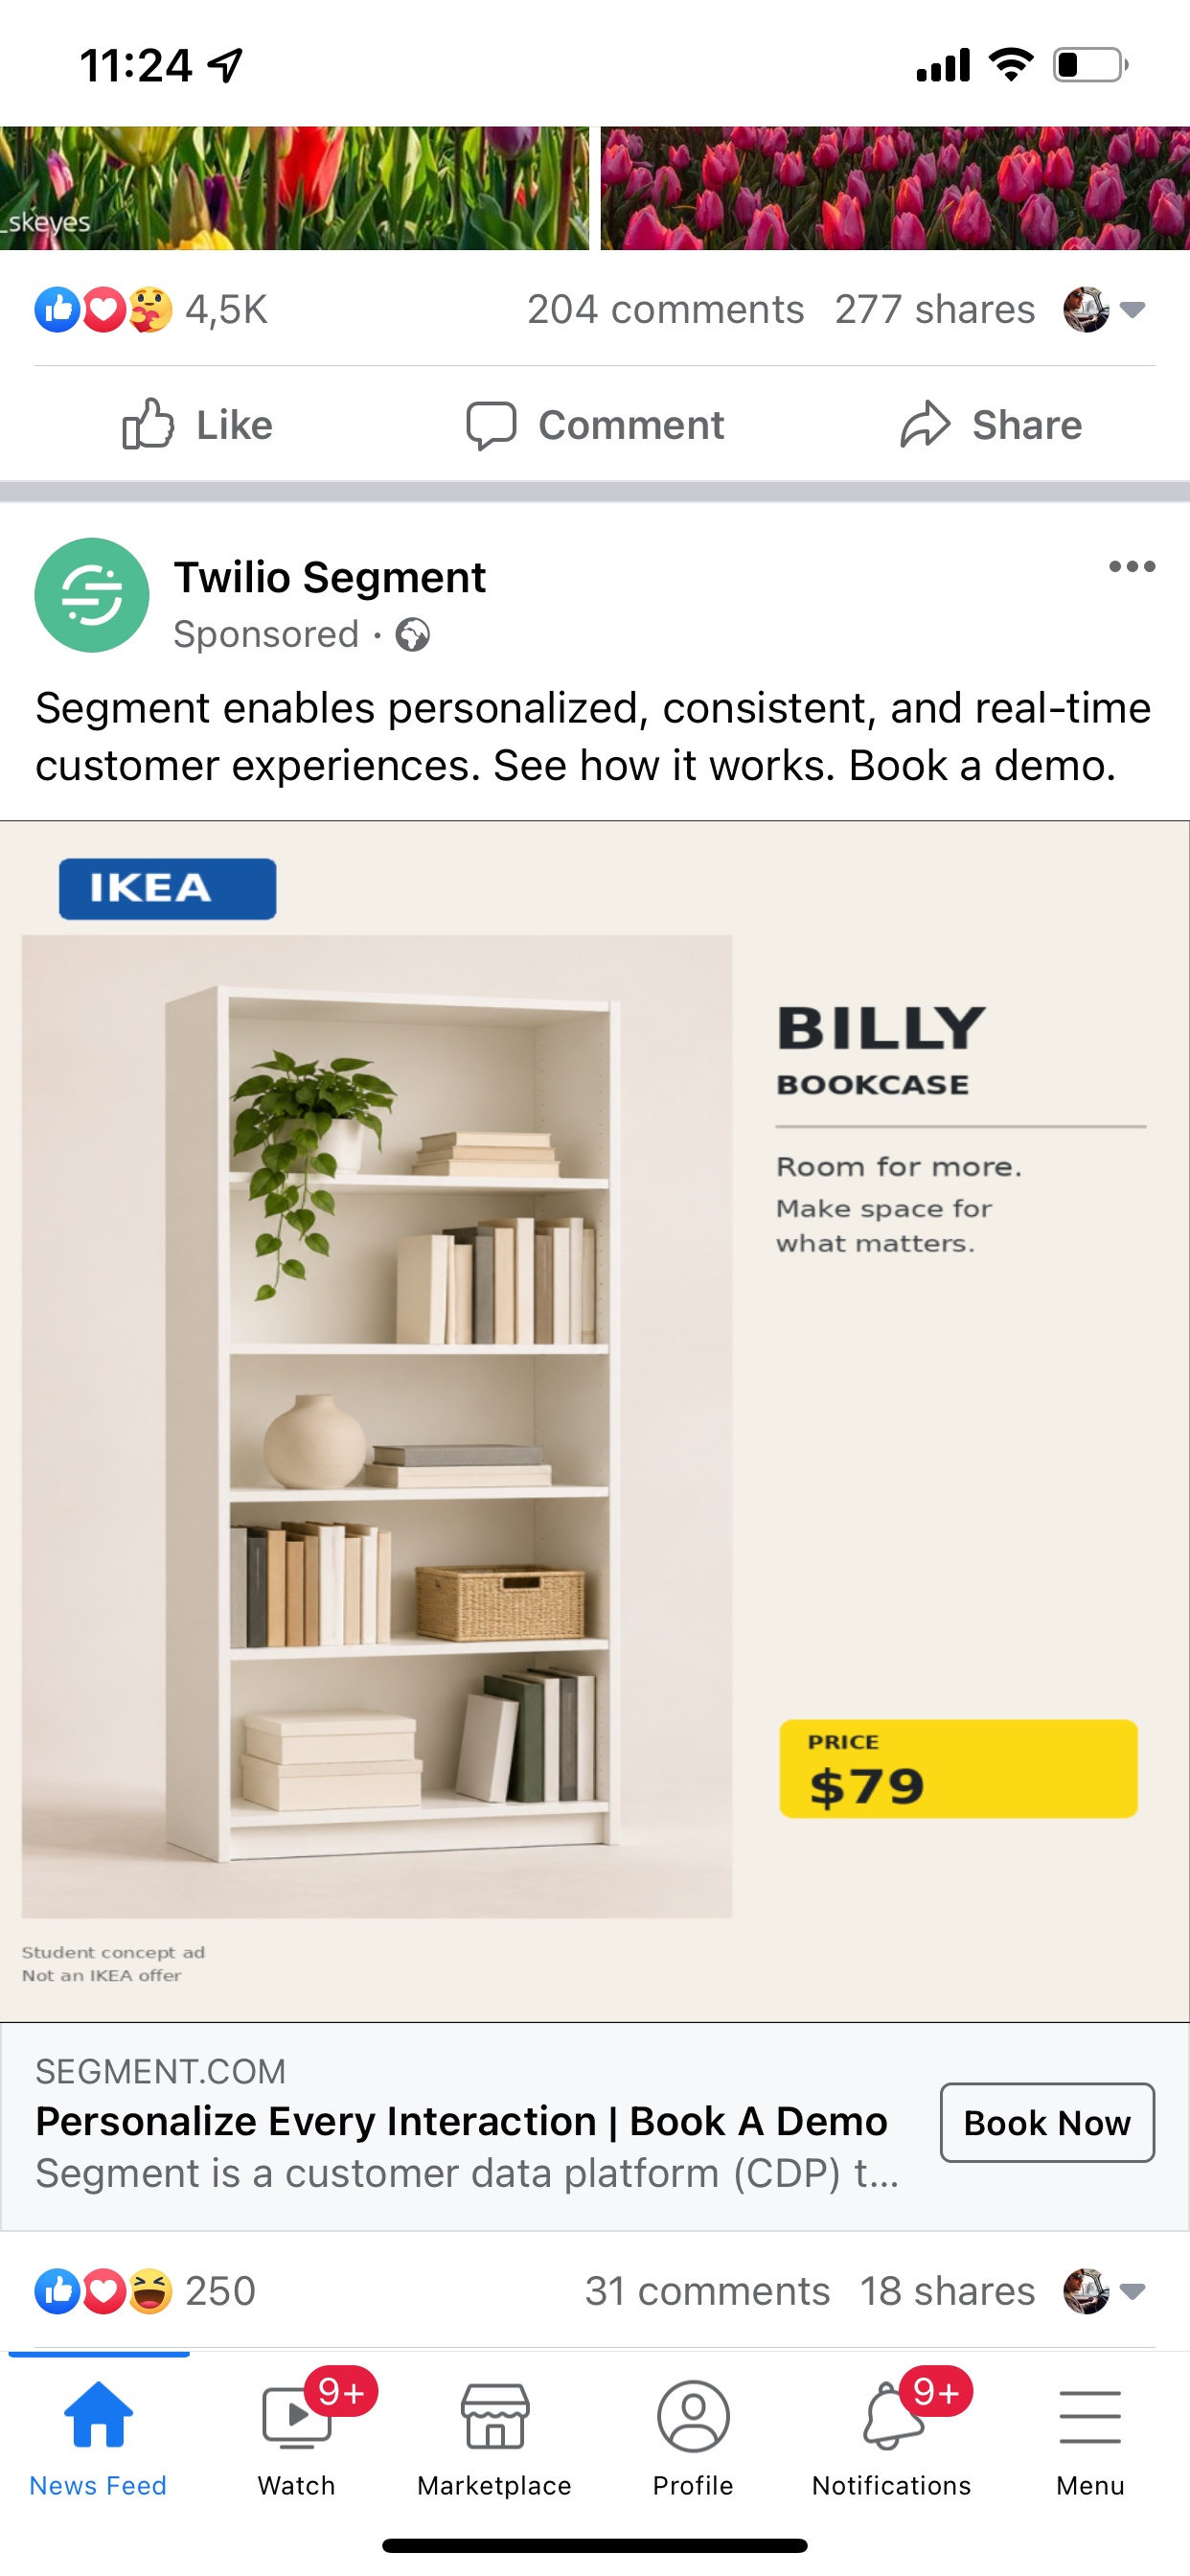 11:24
_skeyes
4,5K 204 comments 277 shares
Like Comment Share
Twilio Segment
Sponsored ·
Segment enables personalized, consistent, and real-time
customer experiences. See how it works. Book a demo.
IKEA
BILLY
BOOKCASE
Room for more.
Make space for
what matters.
PRICE
$79
Student concept ad
Not an IKEA offer
SEGMENT.COM
Personalize Every Interaction | Book A Demo
Segment is a customer data platform (CDP) t...
Book Now
250 31 comments 18 shares
9+ 9+
News Feed Watch Marketplace Profile Notifications Menu